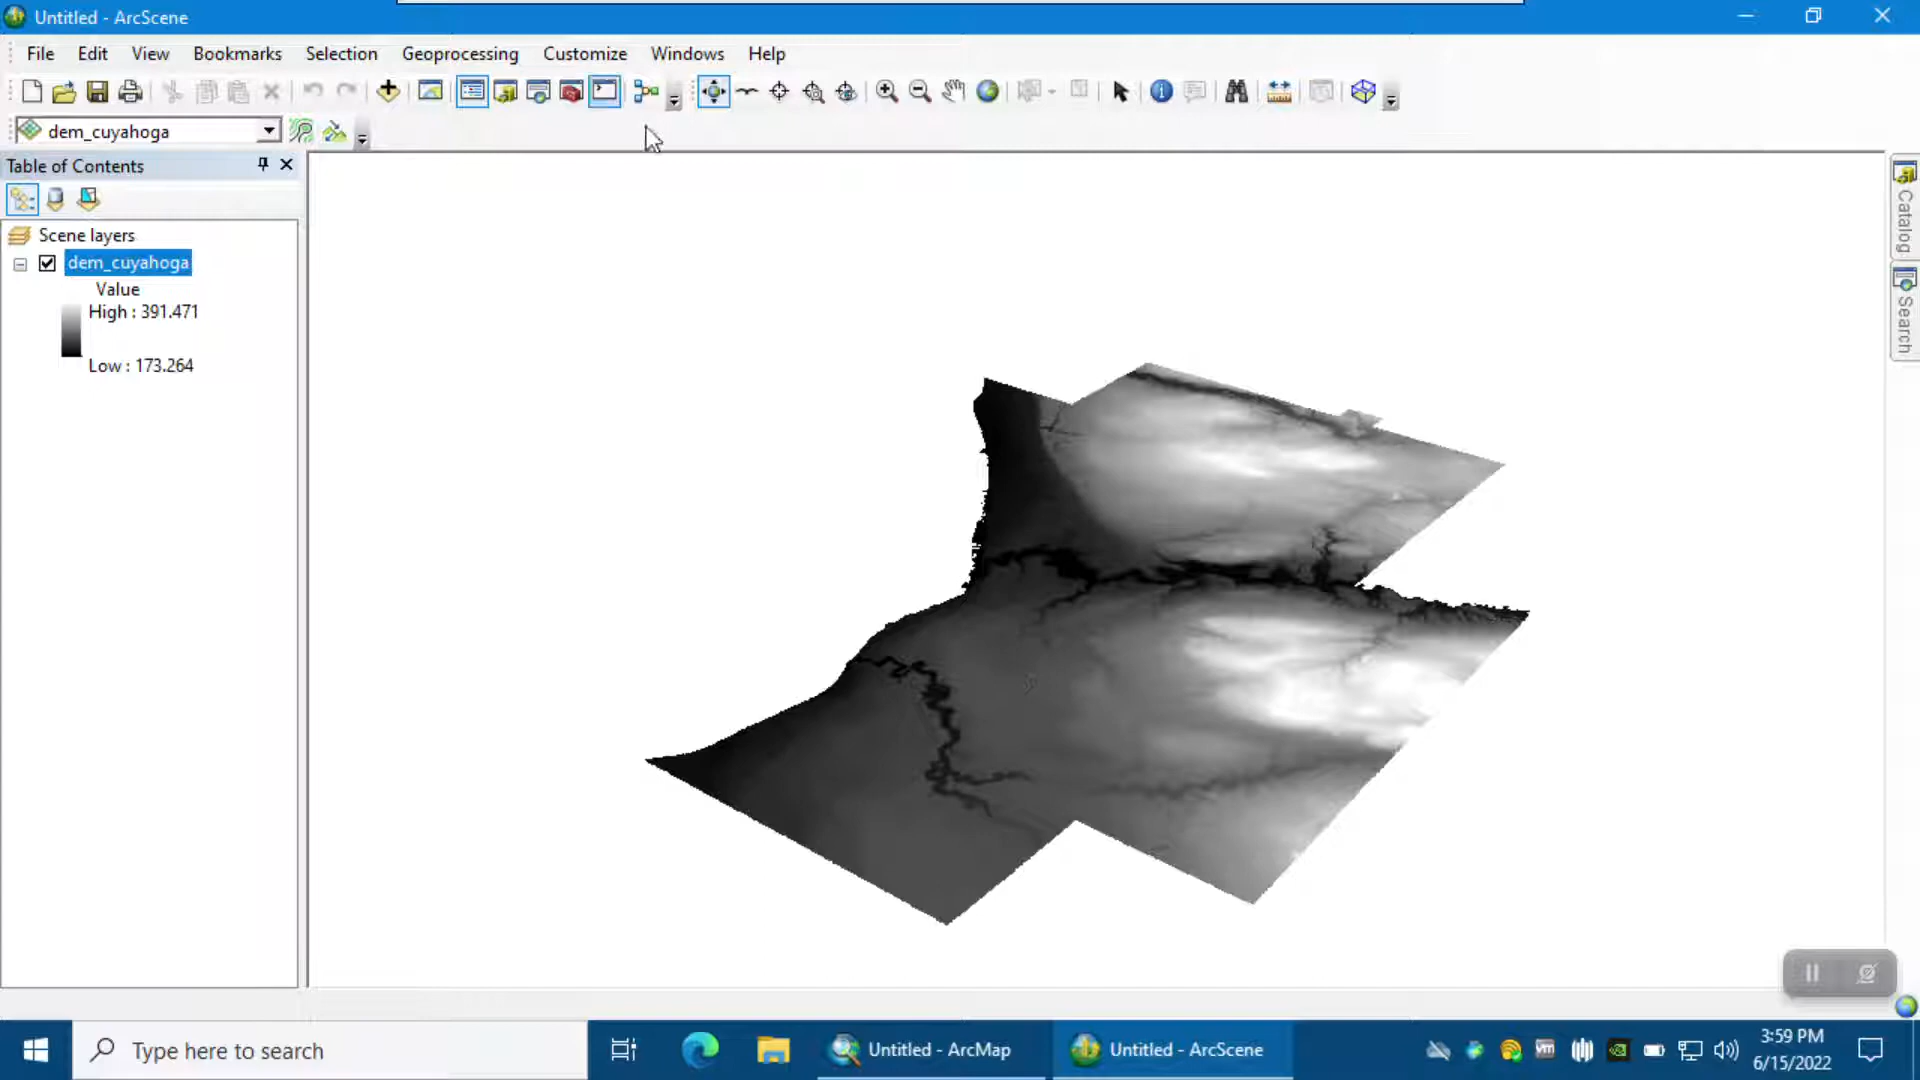 Untitled - ArcScene
File Edit View Bookmarks Selection Geoprocessing Customize Windows Help
dem_cuyahoga
Table of Contents
Scene layers
dem_cuyahoga
Value
High : 391.471
Low : 173.264
Catalog
Search
Type here to search
Untitled - ArcMap
Untitled - ArcScene
vm
3:59 PM
6/15/2022